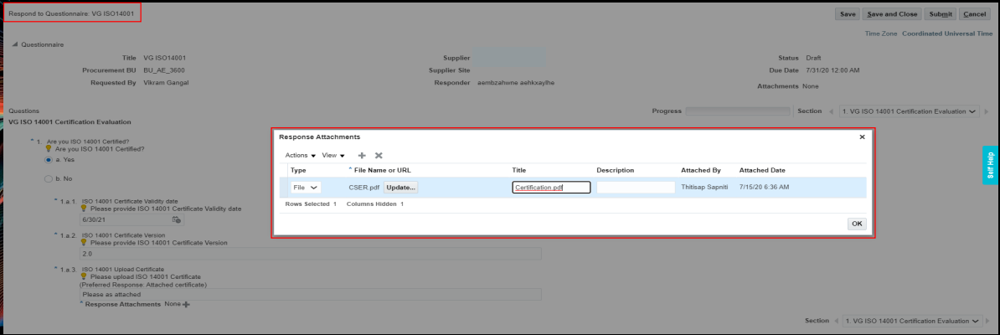 Respond to Questionnaire: VG ISO14001
Save Save and Close Submit Cancel
Time Zone Coordinated Universal Time
Questionnaire
Title VG ISO14001 Supplier Status Draft
Procurement BU BU_AE_3600 Supplier Site Due Date 7/31/20 12:00 AM
Requested By Vikram Gangal Responder aembzahwne aehkxaylhe Attachments None
Questions Progress Section 1. VG ISO 14001 Certification Evaluation
VG ISO 14001 Certification Evaluation
* 1. Are you ISO 14001 Certified?
Are you ISO 14001 Certified?
a. Yes
b. No
* 1.a.1. ISO 14001 Certificate Validity date
Please provide ISO 14001 Certificate Validity date
6/30/21
* 1.a.2. ISO 14001 Certificate Version
Please provide ISO 14001 Certificate Version
2.0
* 1.a.3. ISO 14001 Upload Certificate
Please upload ISO 14001 Certificate
(Preferred Response: Attached certificate)
Please as attached
* Response Attachments None
Response Attachments
Actions View
Type * File Name or URL Title Description Attached By Attached Date
File CSER.pdf Update... Certification.pdf Thitisap Sapniti 7/15/20 6:36 AM
Rows Selected 1 Columns Hidden 1
OK
Self Help
Section 1. VG ISO 14001 Certification Evaluation